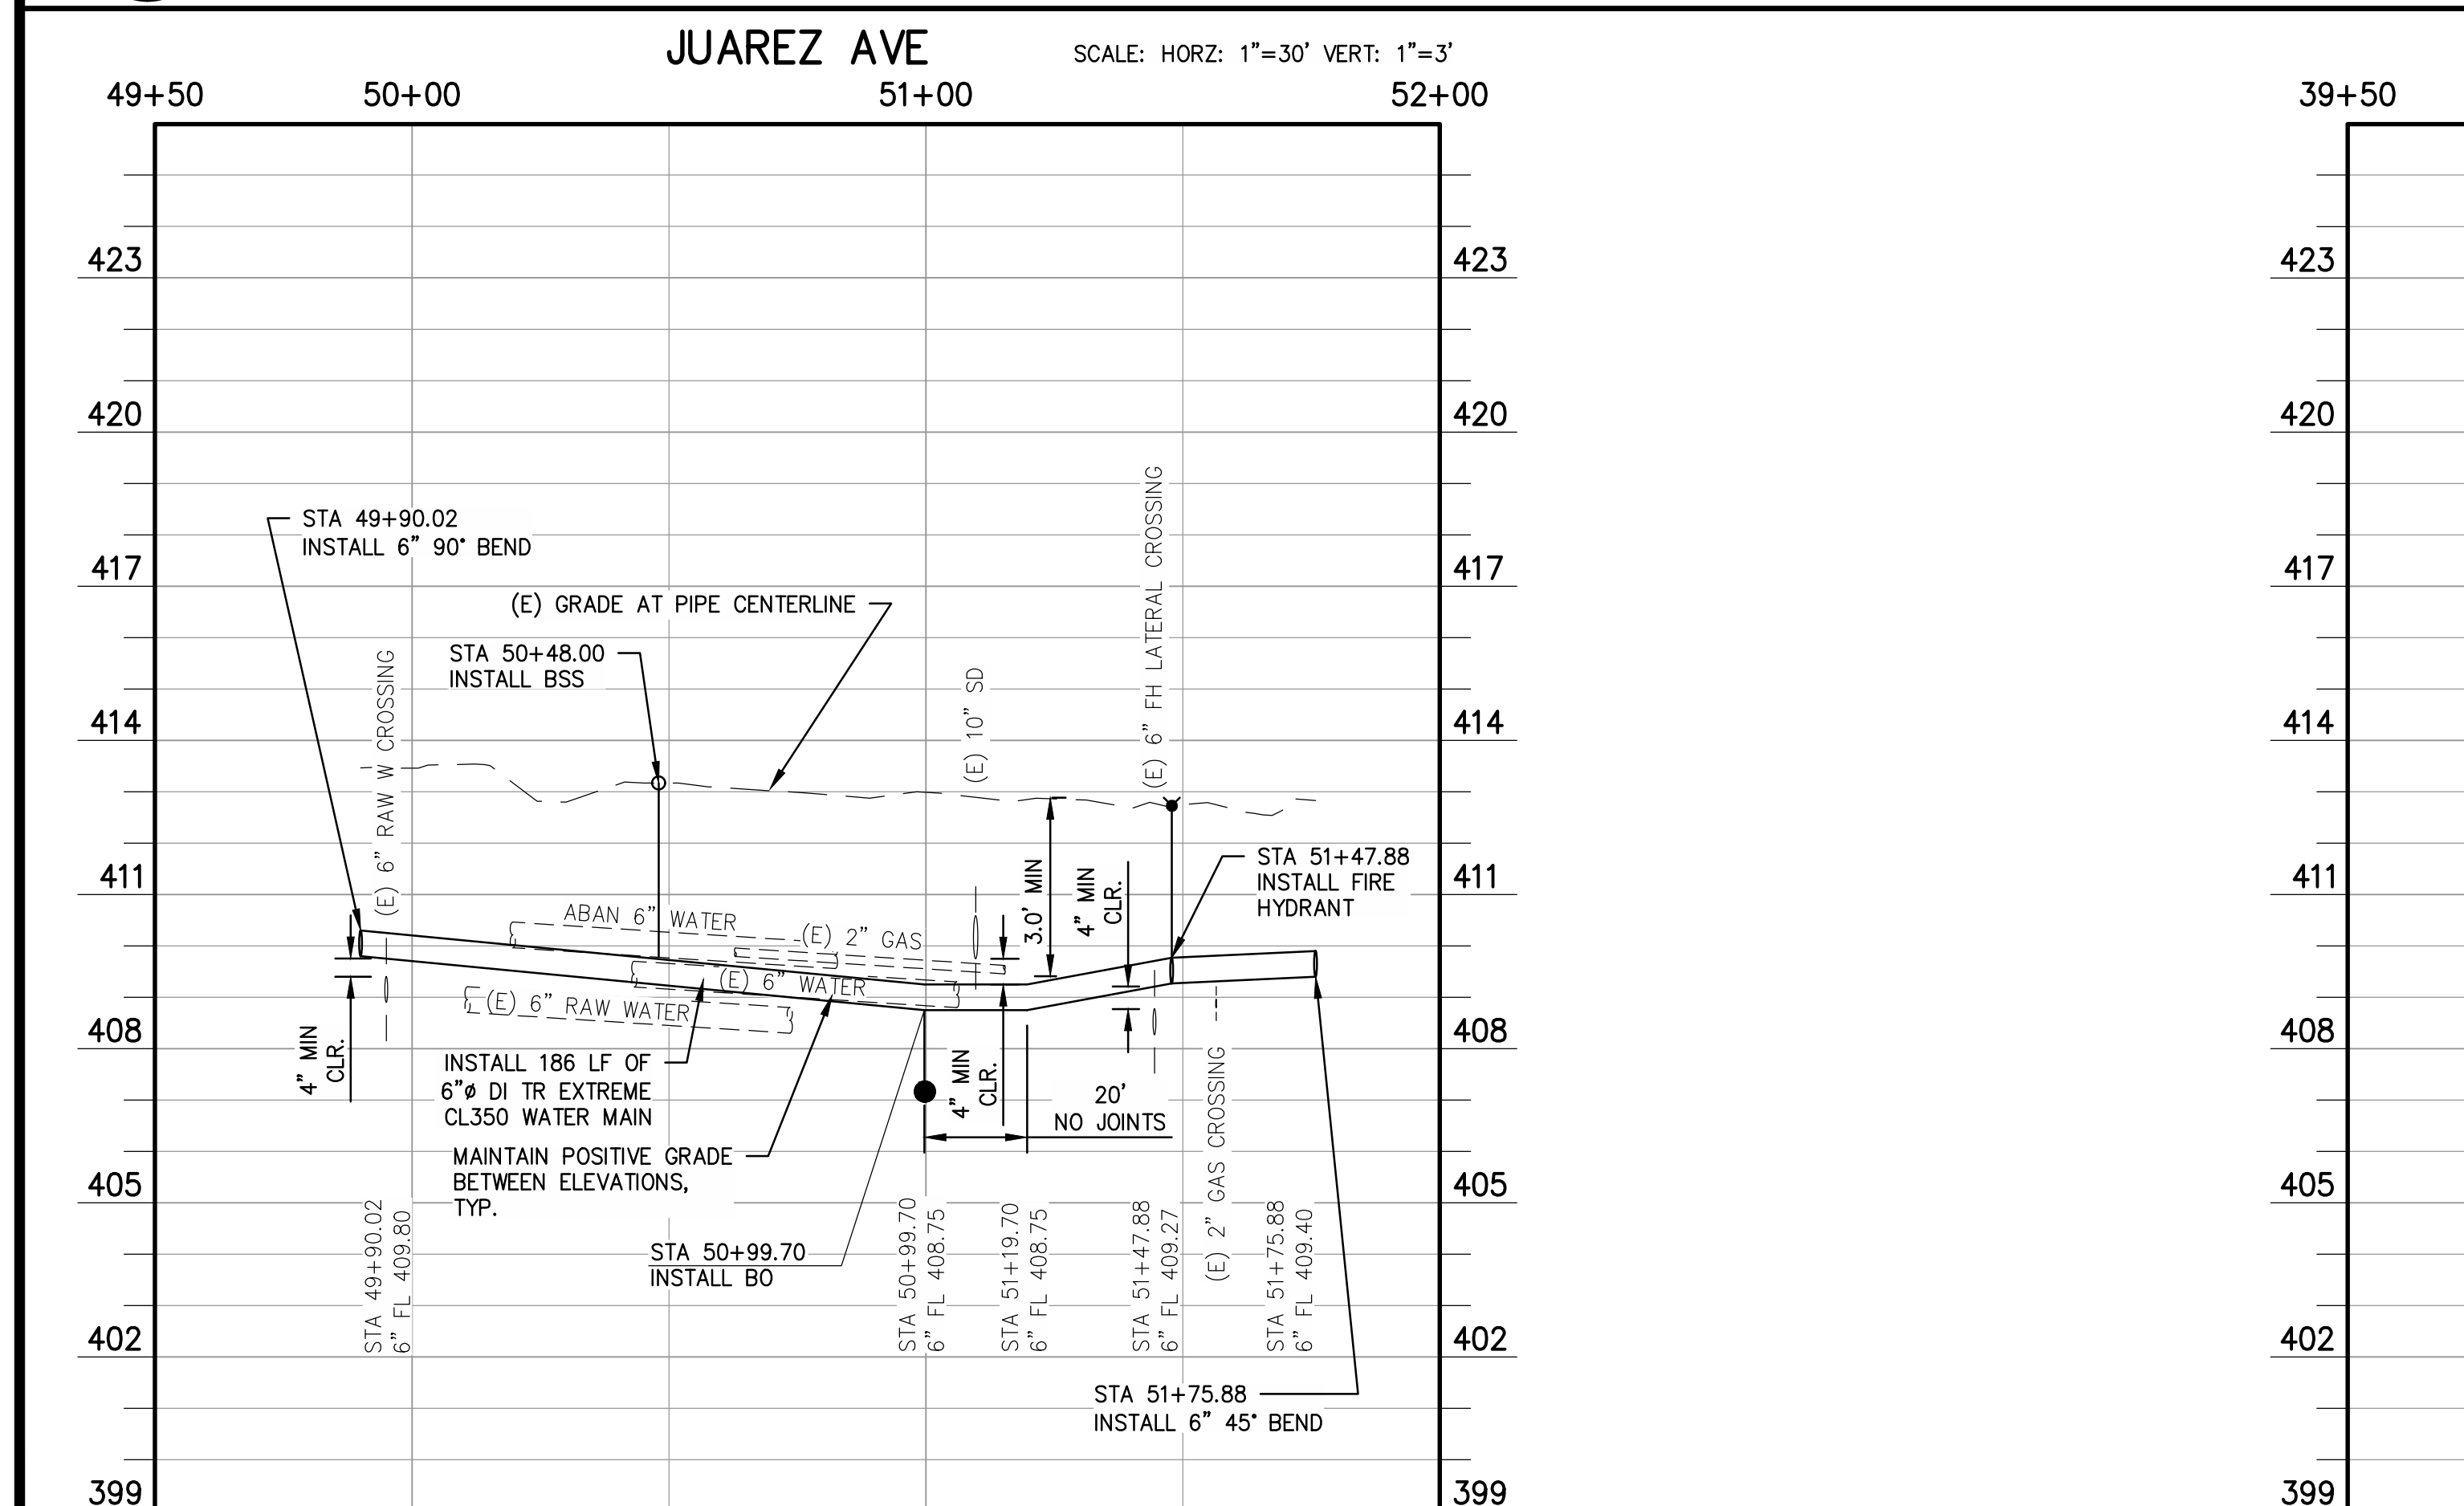 JUAREZ AVE
SCALE: HORZ: 1"=30' VERT: 1"=3'
49+50 50+00 51+00 52+00 39+50
423 423 423
420 420 420
STA 49+90.02
INSTALL 6" 90° BEND
417 417 417
(E) GRADE AT PIPE CENTERLINE
STA 50+48.00
INSTALL BSS
(E) 6" RAW W CROSSING
(E) 10" SD
(E) 6" FH LATERAL CROSSING
414 414 414
411 411 411
STA 51+47.88
INSTALL FIRE
HYDRANT
3.0' MIN
4" MIN
CLR.
ABAN 6" WATER
(E) 2" GAS
(E) 6" WATER
(E) 6" RAW WATER
408 408 408
4" MIN
CLR.
INSTALL 186 LF OF
6"ø DI TR EXTREME
CL350 WATER MAIN
4" MIN
CLR.
20'
NO JOINTS
MAINTAIN POSITIVE GRADE
BETWEEN ELEVATIONS,
TYP.
405 405 405
STA 50+99.70
INSTALL BO
STA 49+90.02
6" FL 409.80
STA 50+99.70
6" FL 408.75
STA 51+19.70
6" FL 408.75
STA 51+47.88
6" FL 409.27
(E) 2" GAS CROSSING
STA 51+75.88
6" FL 409.40
402 402 402
STA 51+75.88
INSTALL 6" 45° BEND
399 399 399